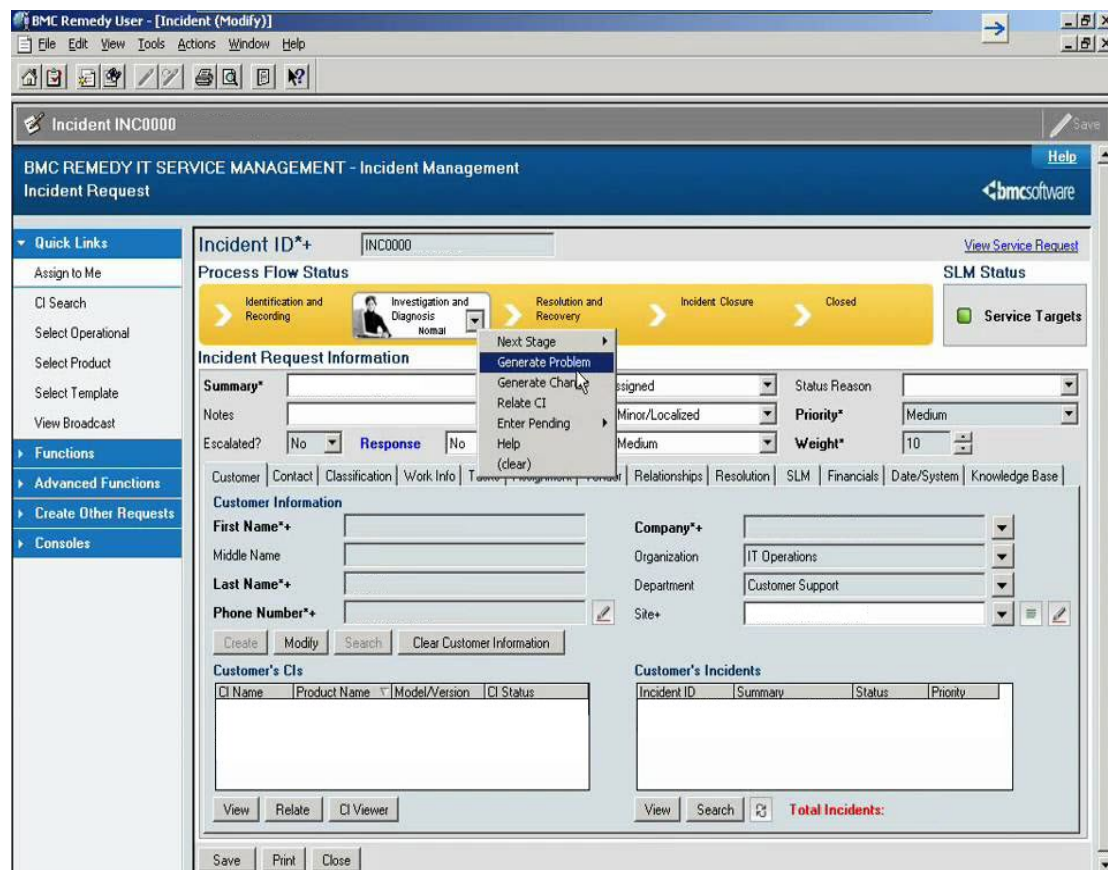 BMC Remedy User - [Incident (Modify)]
File Edit View Tools Actions Window Help
Incident INC0000
Save
BMC REMEDY IT SERVICE MANAGEMENT - Incident Management
Help
Incident Request
bmcsoftware
Quick Links
Assign to Me
CI Search
Select Operational
Select Product
Select Template
View Broadcast
Functions
Advanced Functions
Create Other Requests
Consoles
Incident ID*+ INC0000 View Service Request
Process Flow Status SLM Status
Identification and Recording
Investigation and Diagnosis
Nomal
Resolution and Recovery
Incident Closure
Closed
Service Targets
Next Stage
Generate Problem
Generate Change
Relate CI
Enter Pending
Help
(clear)
Incident Request Information
Summary* ssigned Status Reason
Notes Minor/Localized Priority* Medium
Escalated? No Response No Medium Weight* 10
Customer Contact Classification Work Info Relationships Resolution SLM Financials Date/System Knowledge Base
Customer Information
First Name*+ Company*+
Middle Name Organization IT Operations
Last Name*+ Department Customer Support
Phone Number*+ Site+
Create Modify Search Clear Customer Information
Customer's CIs Customer's Incidents
CI Name Product Name Model/Version CI Status Incident ID Summary Status Priority
View Relate CI Viewer View Search Total Incidents:
Save Print Close